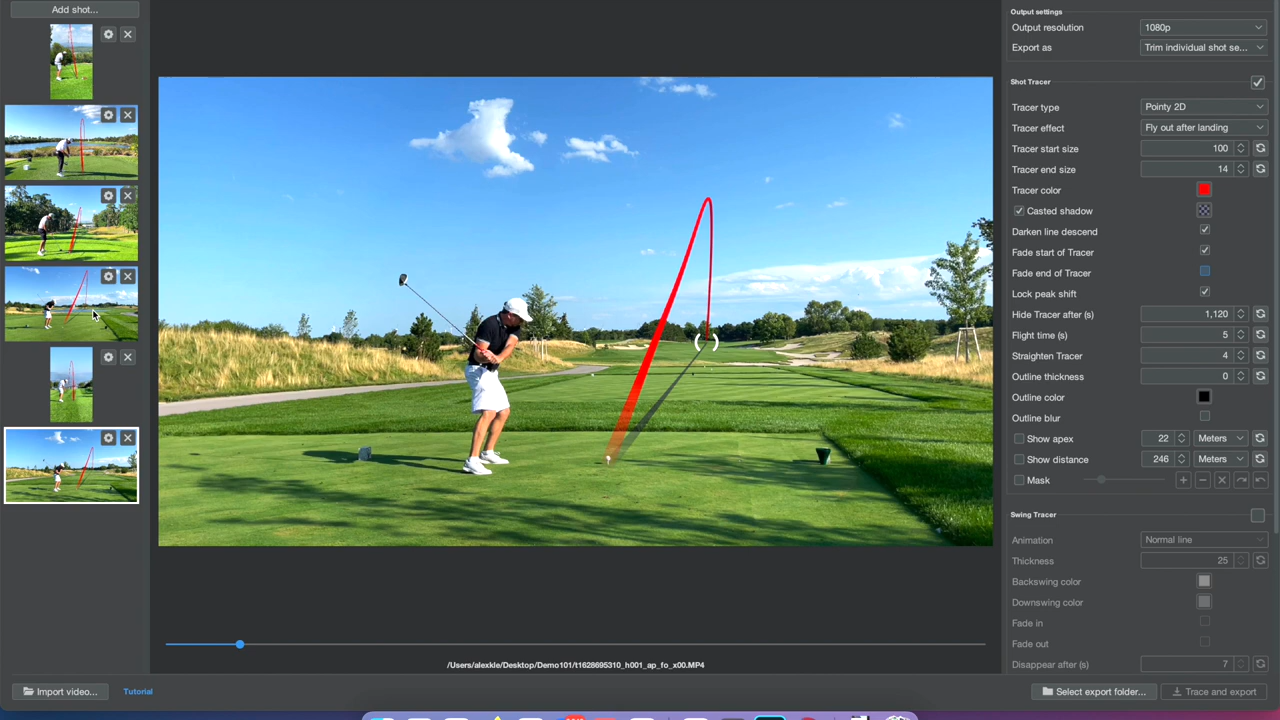 Add shot...
Output settings
Output resolution 1080p
Export as Trim individual shot se...
Shot Tracer
Tracer type Pointy 2D
Tracer effect Fly out after landing
Tracer start size 100
Tracer end size 14
Tracer color
Casted shadow
Darken line descend
Fade start of Tracer
Fade end of Tracer
Lock peak shift
Hide Tracer after (s) 1,120
Flight time (s) 5
Straighten Tracer 4
Outline thickness 0
Outline color
Outline blur
Show apex 22 Meters
Show distance 246 Meters
Mask
Swing Tracer
Animation Normal line
Thickness 25
Backswing color
Downswing color
Fade in
Fade out
Disappear after (s) 7
/Users/alexkle/Desktop/Demo101/t1628695310_h001_ap_fo_x00.MP4
Import video... Tutorial Select export folder... Trace and export